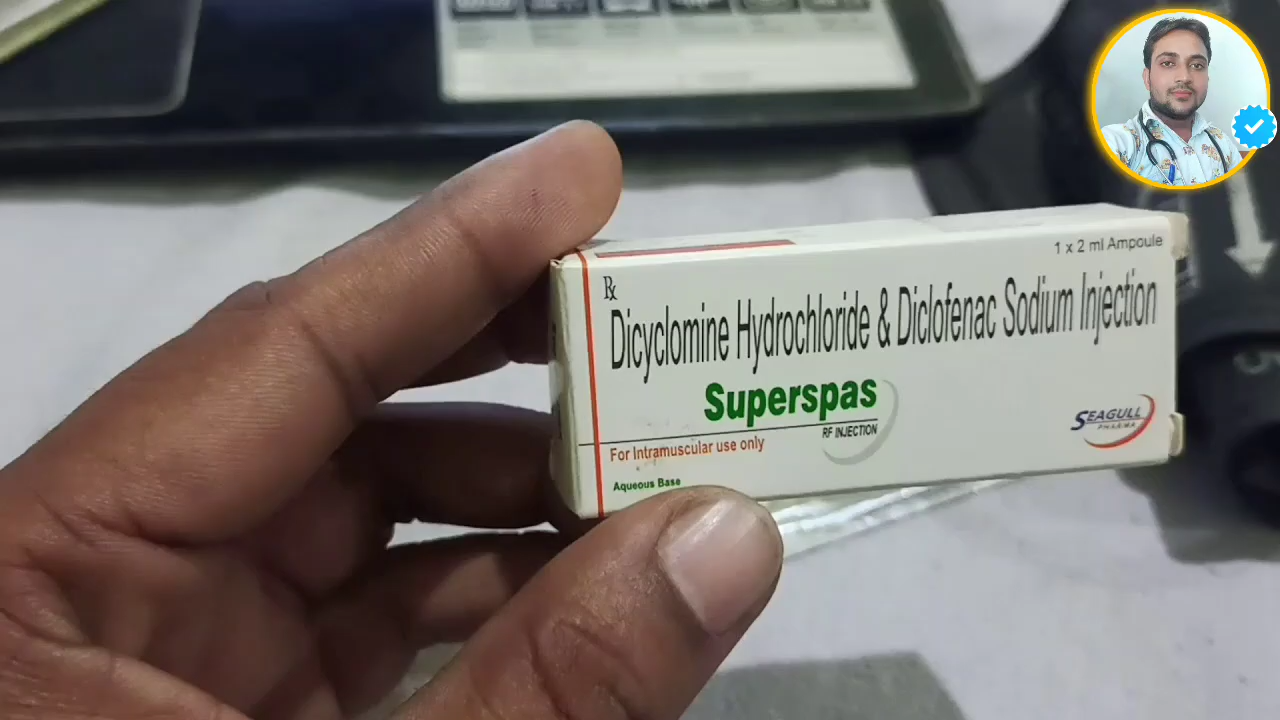 1 x 2 ml Ampoule
Rx
Dicyclomine Hydrochloride & Diclofenac Sodium Injection
Superspas
RF INJECTION
For Intramuscular use only
Aqueous Base
SEAGULL
PHARMA